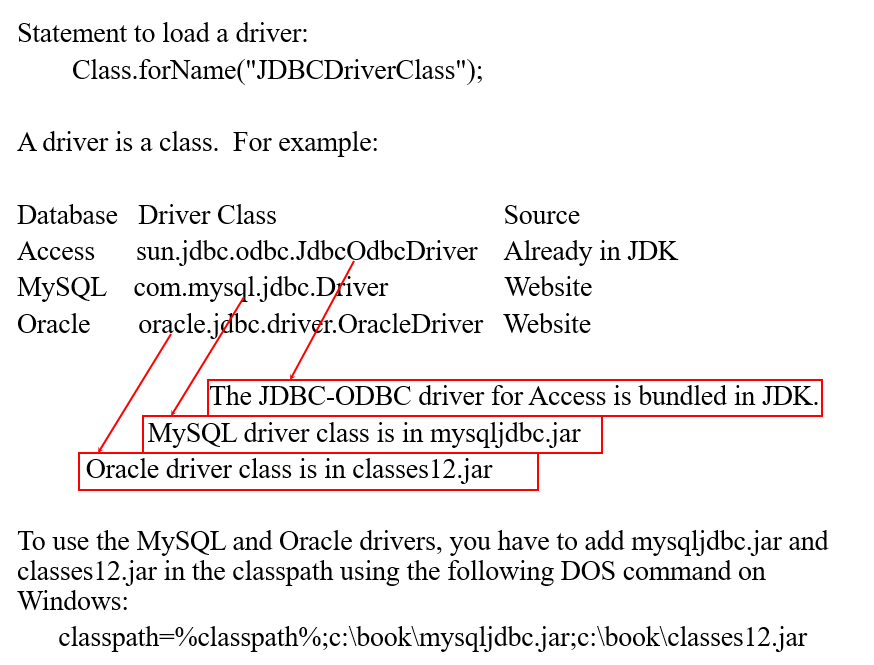 Statement to load a driver:
Class.forName("JDBCDriverClass");
A driver is a class.  For example:
Database   Driver Class   Source
Access   sun.jdbc.odbc.JdbcOdbcDriver   Already in JDK
MySQL   com.mysql.jdbc.Driver   Website
Oracle   oracle.jdbc.driver.OracleDriver   Website
The JDBC-ODBC driver for Access is bundled in JDK.
MySQL driver class is in mysqljdbc.jar
Oracle driver class is in classes12.jar
To use the MySQL and Oracle drivers, you have to add mysqljdbc.jar and
classes12.jar in the classpath using the following DOS command on
Windows:
classpath=%classpath%;c:\book\mysqljdbc.jar;c:\book\classes12.jar